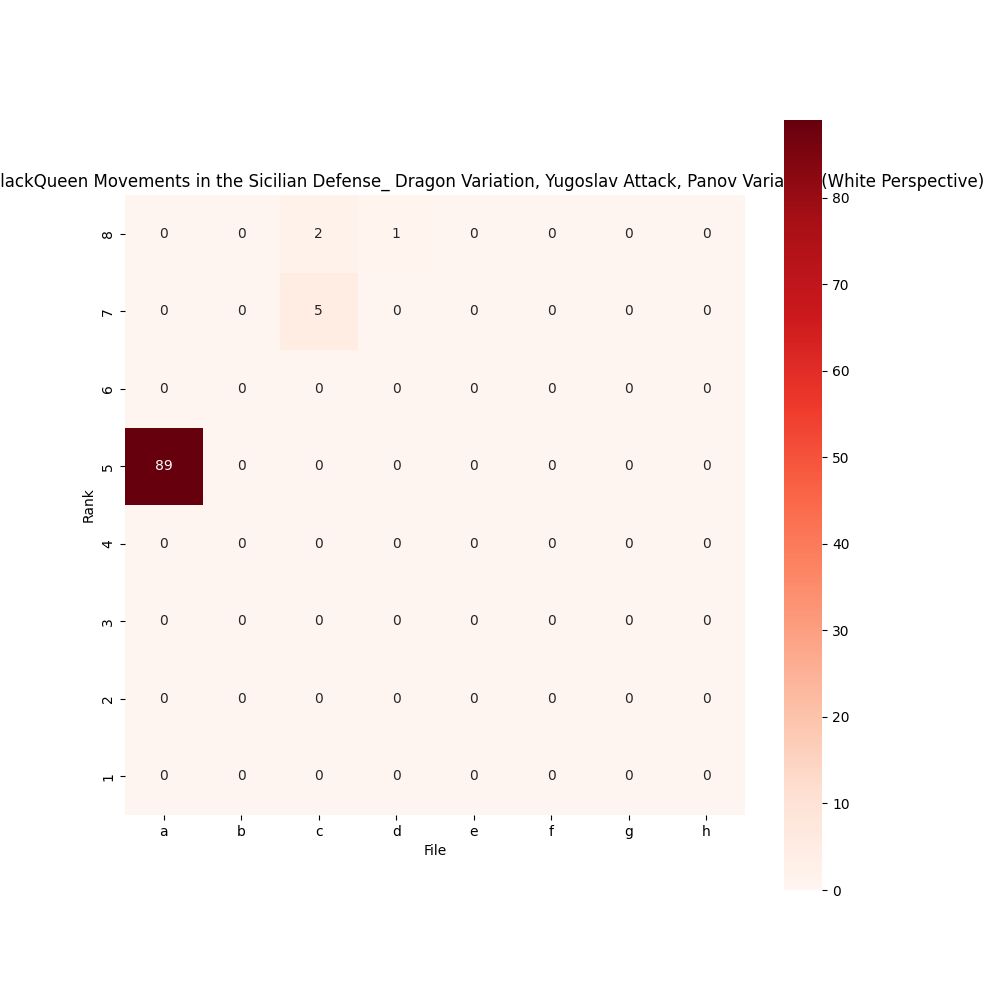 lackQueen Movements in the Sicilian Defense_ Dragon Variation, Yugoslav Attack, Panov Varia (White Perspective)
8 0 0 2 1 0 0 0 0
7 0 0 5 0 0 0 0 0
6 0 0 0 0 0 0 0 0
5 89 0 0 0 0 0 0 0
4 0 0 0 0 0 0 0 0
3 0 0 0 0 0 0 0 0
2 0 0 0 0 0 0 0 0
1 0 0 0 0 0 0 0 0
Rank
a b c d e f g h
File
80
70
60
50
40
30
20
10
0